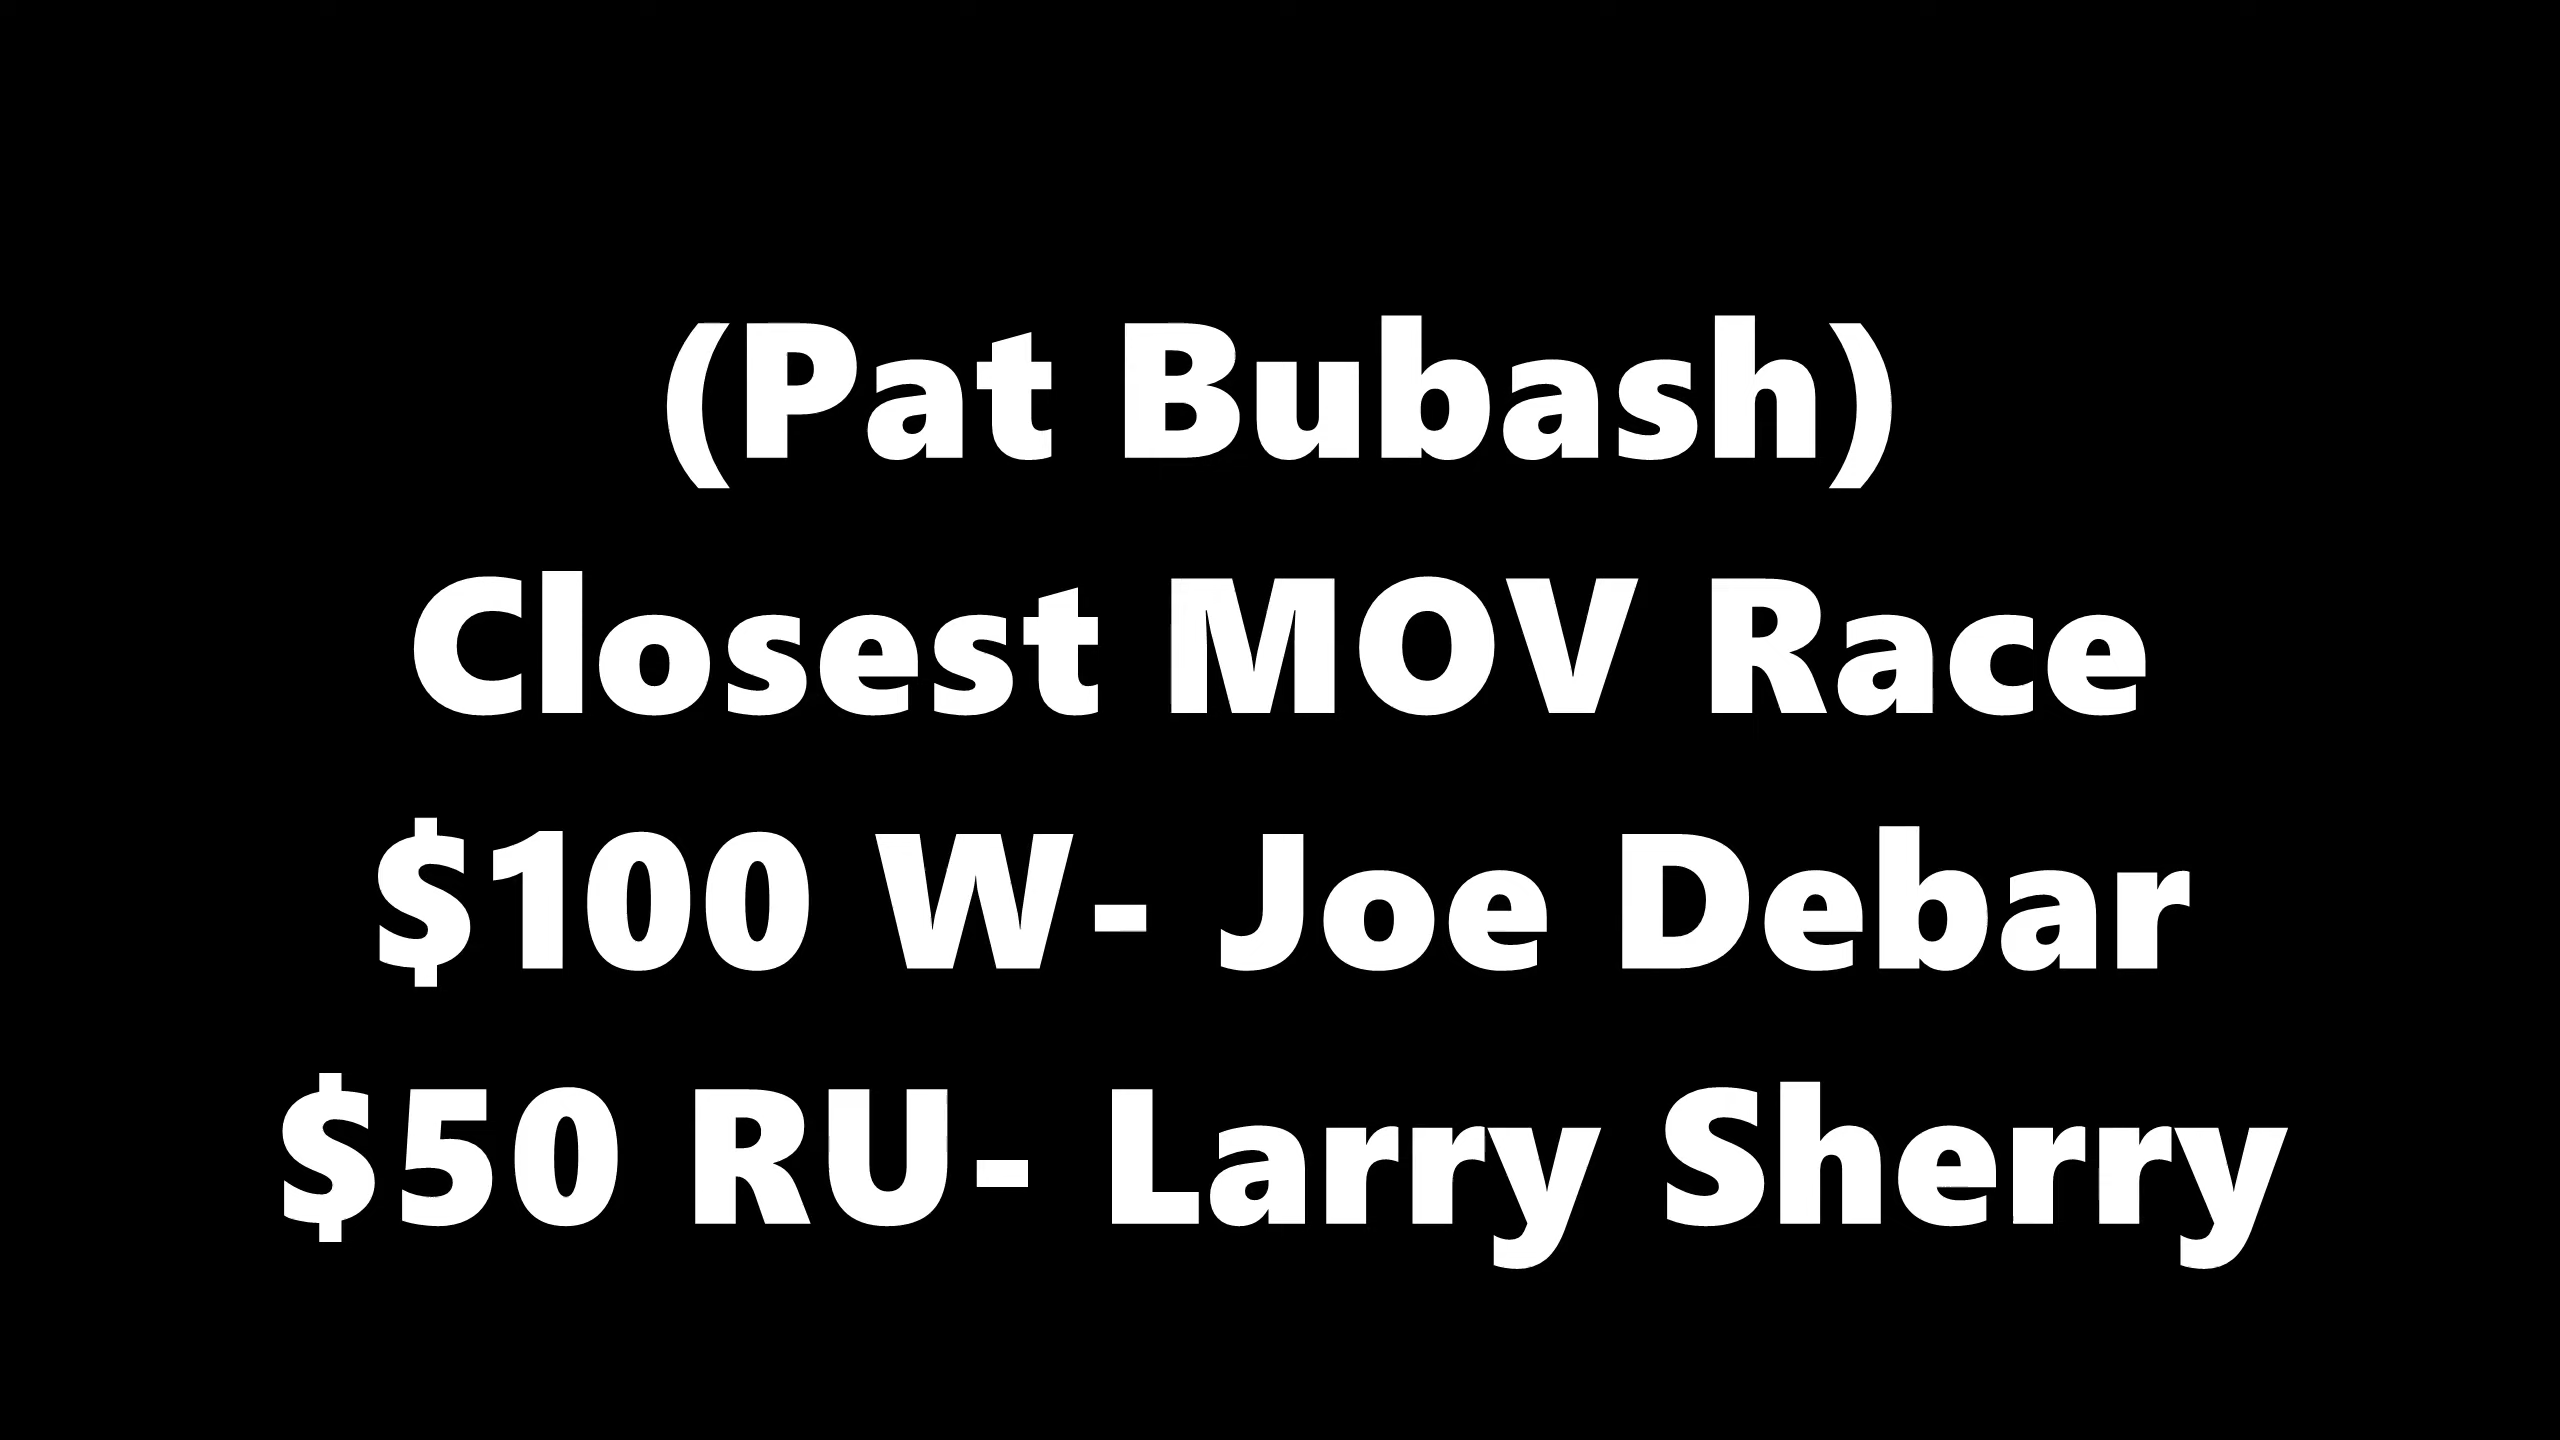 (Pat Bubash)
Closest MOV Race
$100 W- Joe Debar
$50 RU- Larry Sherry